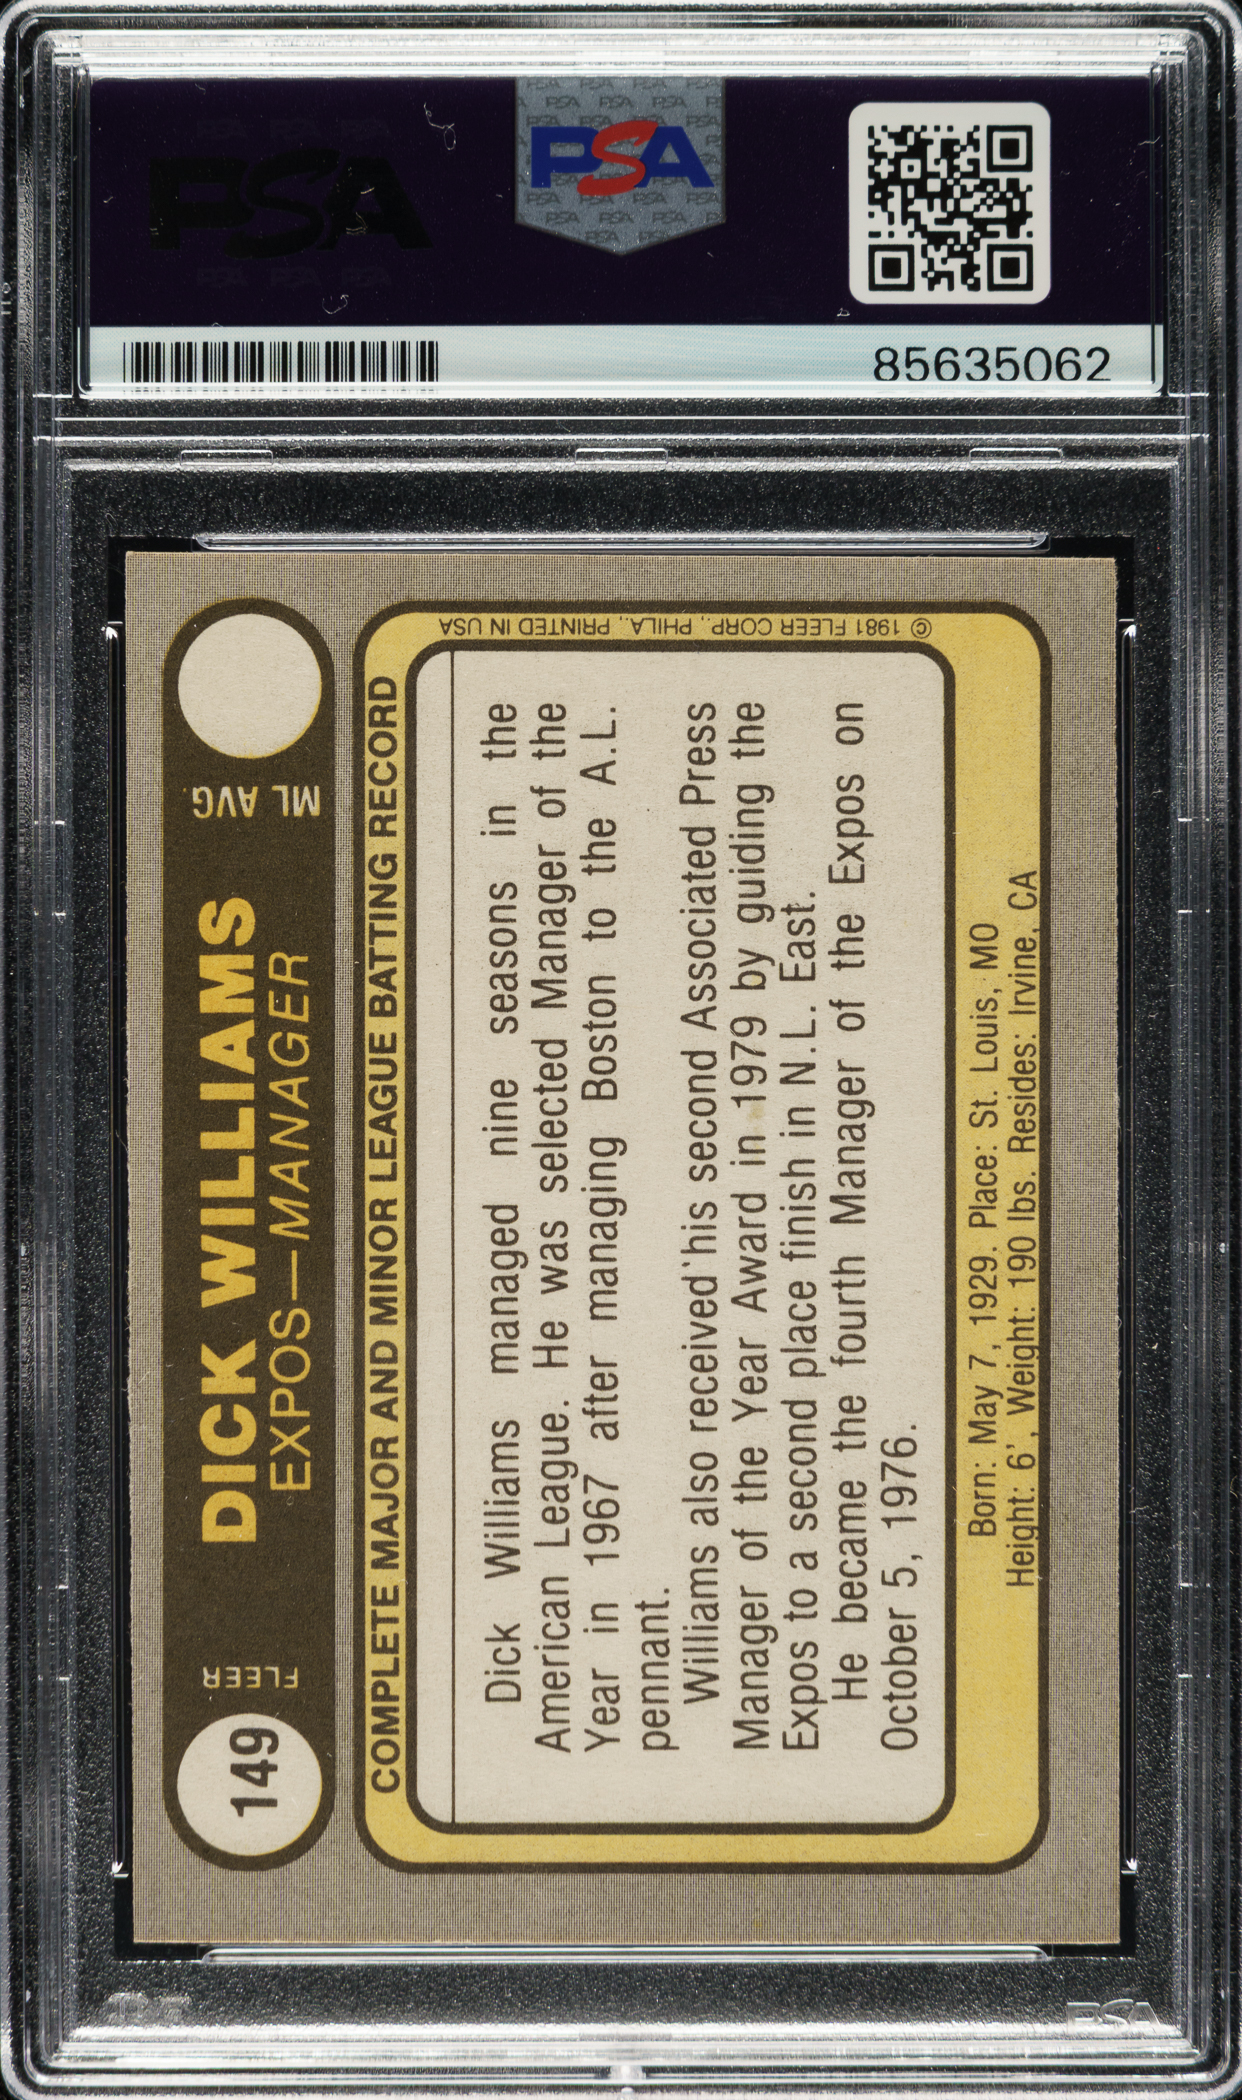 PSA
PSA
85635062
149
FLEER
DICK WILLIAMS
EXPOS—MANAGER
ML AVG.
COMPLETE MAJOR AND MINOR LEAGUE BATTING RECORD
Dick Williams managed nine seasons in the
American League. He was selected Manager of the
Year in 1967 after managing Boston to the A.L.
pennant.
Williams also received his second Associated Press
Manager of the Year Award in 1979 by guiding the
Expos to a second place finish in N.L. East.
He became the fourth Manager of the Expos on
October 5, 1976.
Born: May 7, 1929. Place: St. Louis, MO
Height: 6', Weight: 190 lbs. Resides: Irvine, CA
© 1981 FLEER CORP., PHILA., PRINTED IN USA
PSA